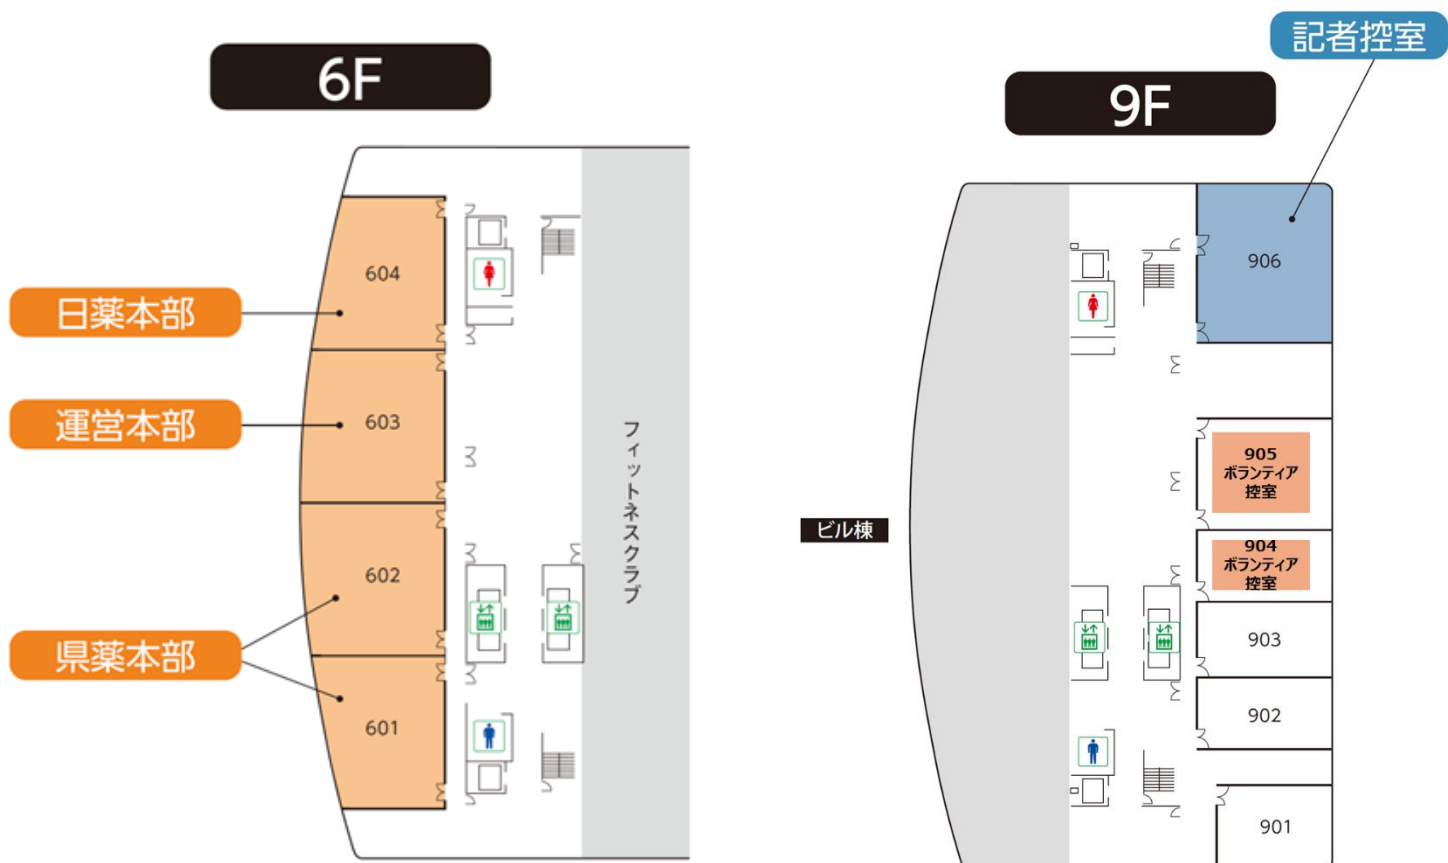 6F
604
日薬本部
603
運営本部
602
県薬本部
601
フィットネスクラブ
記者控室
9F
906
905
ボランティア
控室
ビル棟
904
ボランティア
控室
903
902
901